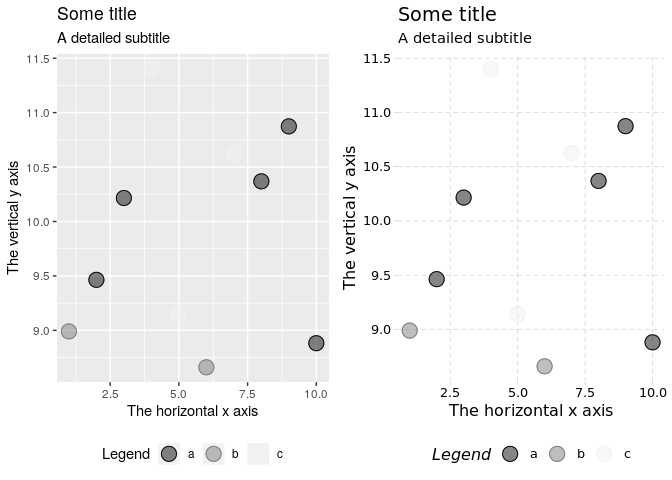 Some title
A detailed subtitle
11.5
11.0
10.5
10.0
9.5
9.0
The vertical y axis
2.5 5.0 7.5 10.0
The horizontal x axis
Legend a b c
Some title
A detailed subtitle
11.5
11.0
10.5
10.0
9.5
9.0
The vertical y axis
2.5 5.0 7.5 10.0
The horizontal x axis
Legend a b c